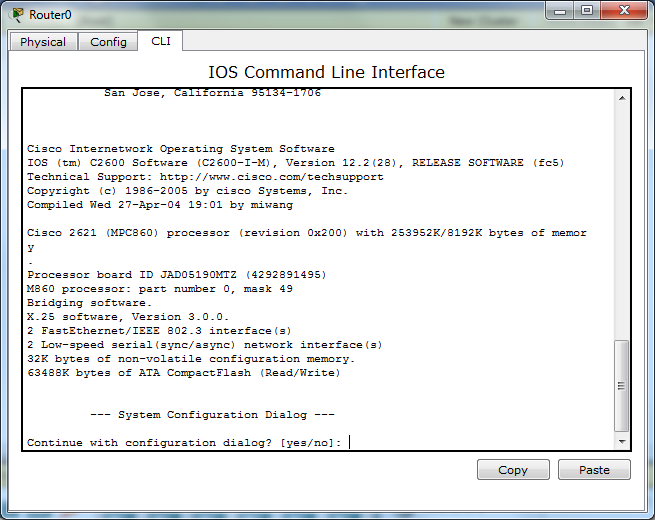 Router0
New Cluster
Physical Config CLI
IOS Command Line Interface
San Jose, California 95134-1706
Cisco Internetwork Operating System Software
IOS (tm) C2600 Software (C2600-I-M), Version 12.2(28), RELEASE SOFTWARE (fc5)
Technical Support: http://www.cisco.com/techsupport
Copyright (c) 1986-2005 by cisco Systems, Inc.
Compiled Wed 27-Apr-04 19:01 by miwang
Cisco 2621 (MPC860) processor (revision 0x200) with 253952K/8192K bytes of memor
y
.
Processor board ID JAD05190MTZ (4292891495)
M860 processor: part number 0, mask 49
Bridging software.
X.25 software, Version 3.0.0.
2 FastEthernet/IEEE 802.3 interface(s)
2 Low-speed serial(sync/async) network interface(s)
32K bytes of non-volatile configuration memory.
63488K bytes of ATA CompactFlash (Read/Write)
--- System Configuration Dialog ---
Continue with configuration dialog? [yes/no]:
Copy Paste